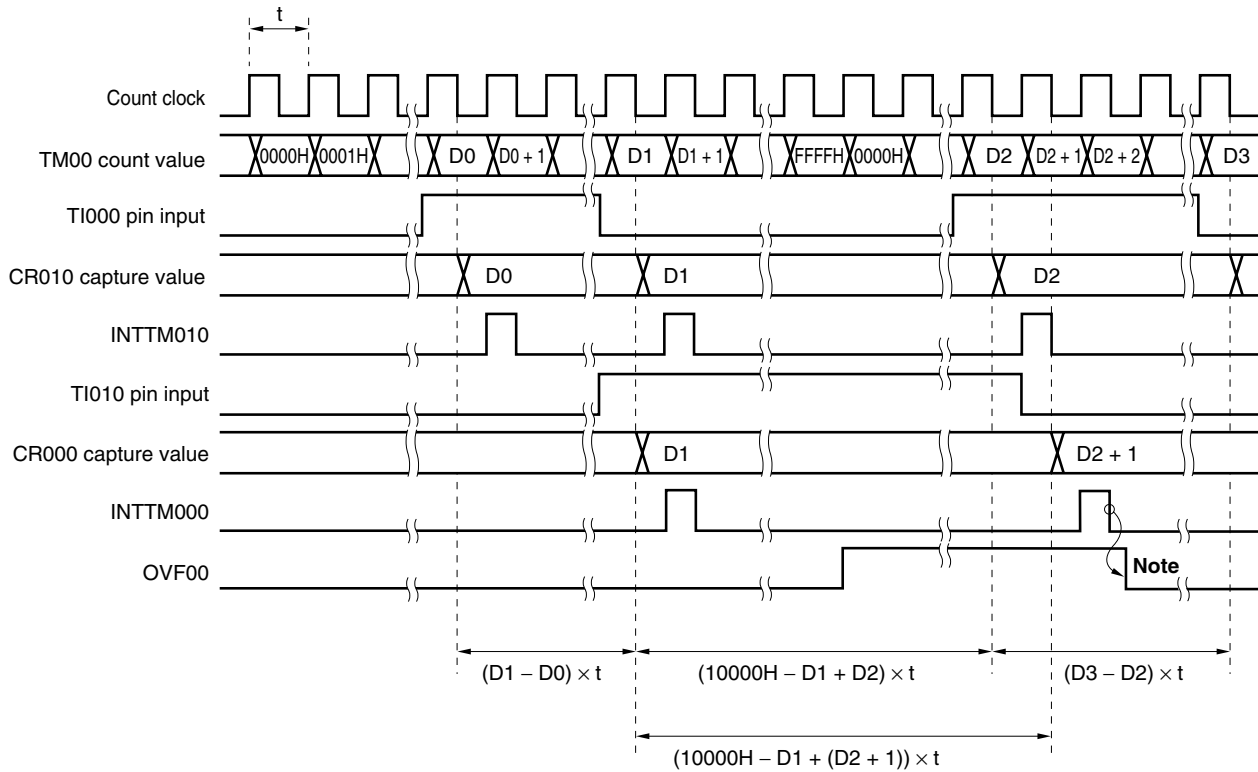 t
Count clock
TM00 count value 0000H 0001H D0 D0 + 1 D1 D1 + 1 FFFFH 0000H D2 D2 + 1 D2 + 2 D3
TI000 pin input
CR010 capture value D0 D1 D2
INTTM010
TI010 pin input
CR000 capture value D1 D2 + 1
INTTM000
OVF00 Note
(D1 – D0) × t (10000H – D1 + D2) × t (D3 – D2) × t
(10000H – D1 + (D2 + 1)) × t